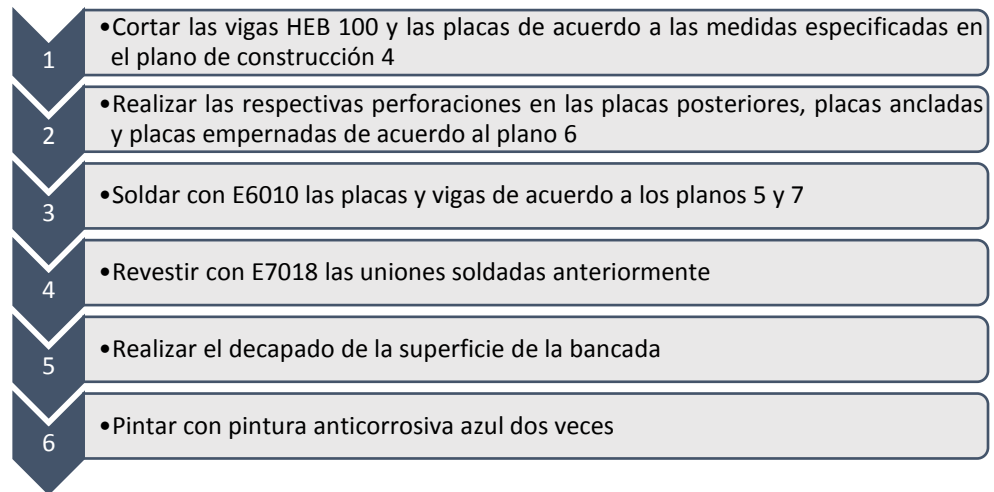 1
•Cortar las vigas HEB 100 y las placas de acuerdo a las medidas especificadas en
el plano de construcción 4
2
•Realizar las respectivas perforaciones en las placas posteriores, placas ancladas
y placas empernadas de acuerdo al plano 6
3
•Soldar con E6010 las placas y vigas de acuerdo a los planos 5 y 7
4
•Revestir con E7018 las uniones soldadas anteriormente
5
•Realizar el decapado de la superficie de la bancada
6
•Pintar con pintura anticorrosiva azul dos veces